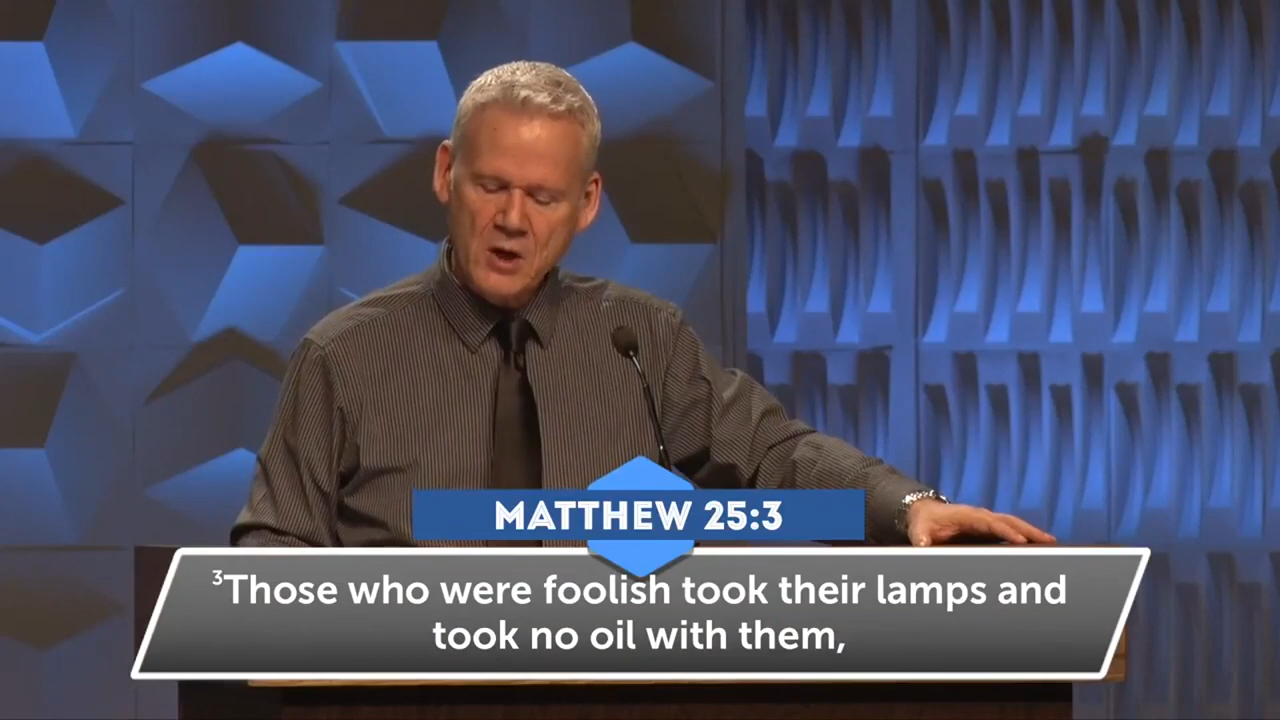 MATTHEW 25:3
³Those who were foolish took their lamps and
took no oil with them,